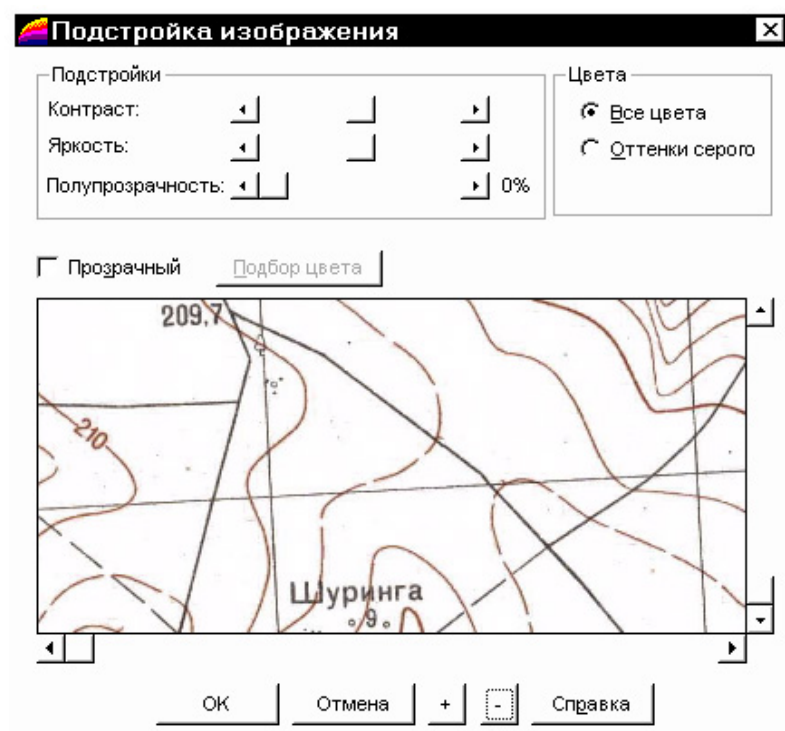 Подстройка изображения
Подстройки
Контраст:
Яркость:
Полупрозрачность: 0%
Цвета
Все цвета
Оттенки серого
Прозрачный Подбор цвета
209,7
210
Шуринга
9
OK Отмена + - Справка